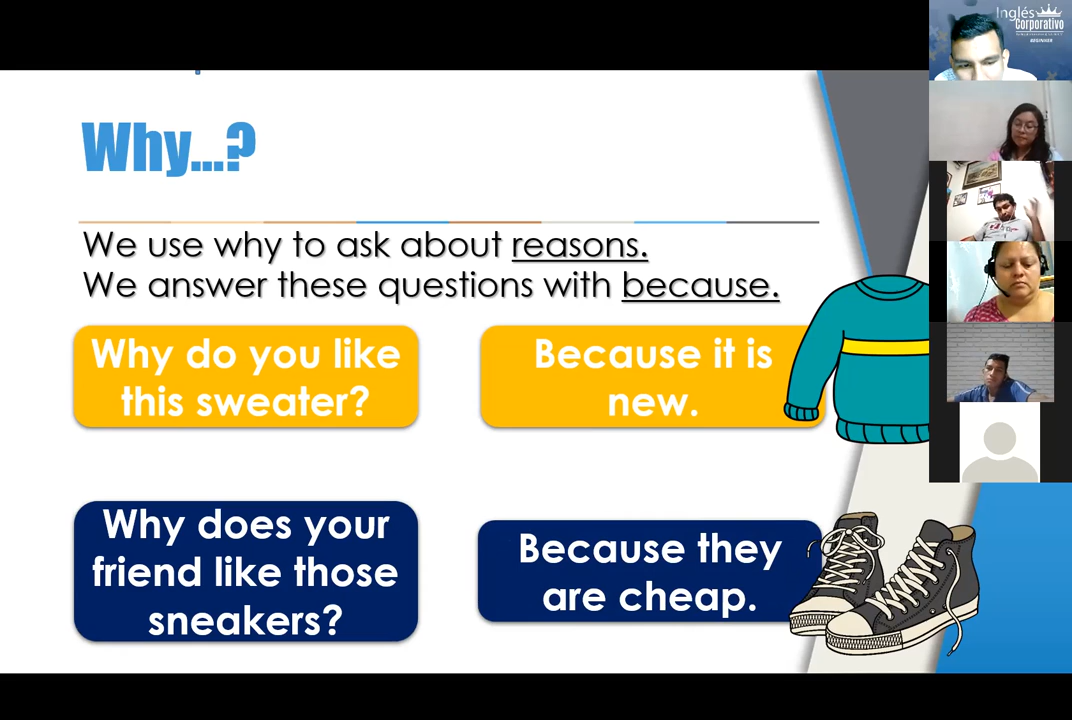 Why...?
We use why to ask about reasons.
We answer these questions with because.
Why do you like
this sweater?
Because it is
new.
Why does your
friend like those
sneakers?
Because they
are cheap.
Inglés
Corporativo
BEGINNER